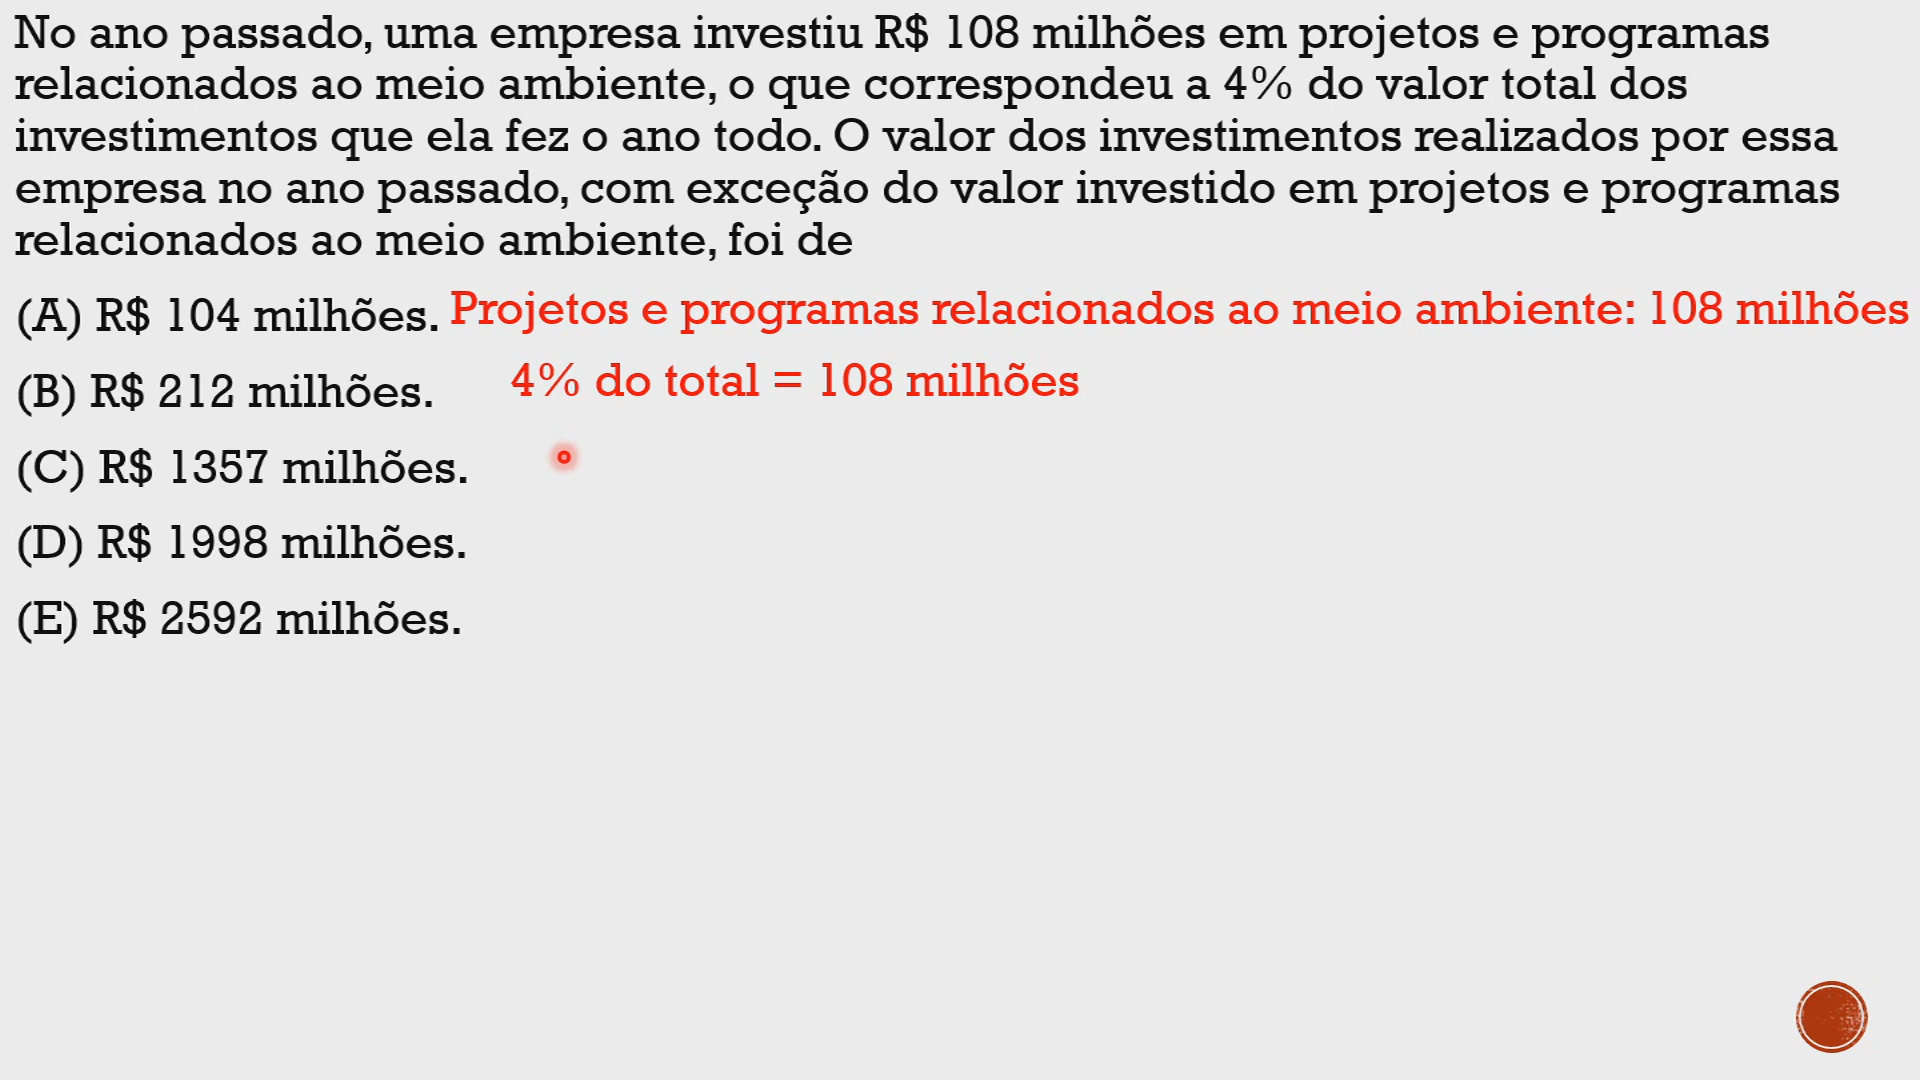 No ano passado, uma empresa investiu R$ 108 milhões em projetos e programas
relacionados ao meio ambiente, o que correspondeu a 4% do valor total dos
investimentos que ela fez o ano todo. O valor dos investimentos realizados por essa
empresa no ano passado, com exceção do valor investido em projetos e programas
relacionados ao meio ambiente, foi de
(A) R$ 104 milhões. Projetos e programas relacionados ao meio ambiente: 108 milhões
(B) R$ 212 milhões. 4% do total = 108 milhões
(C) R$ 1357 milhões.
(D) R$ 1998 milhões.
(E) R$ 2592 milhões.